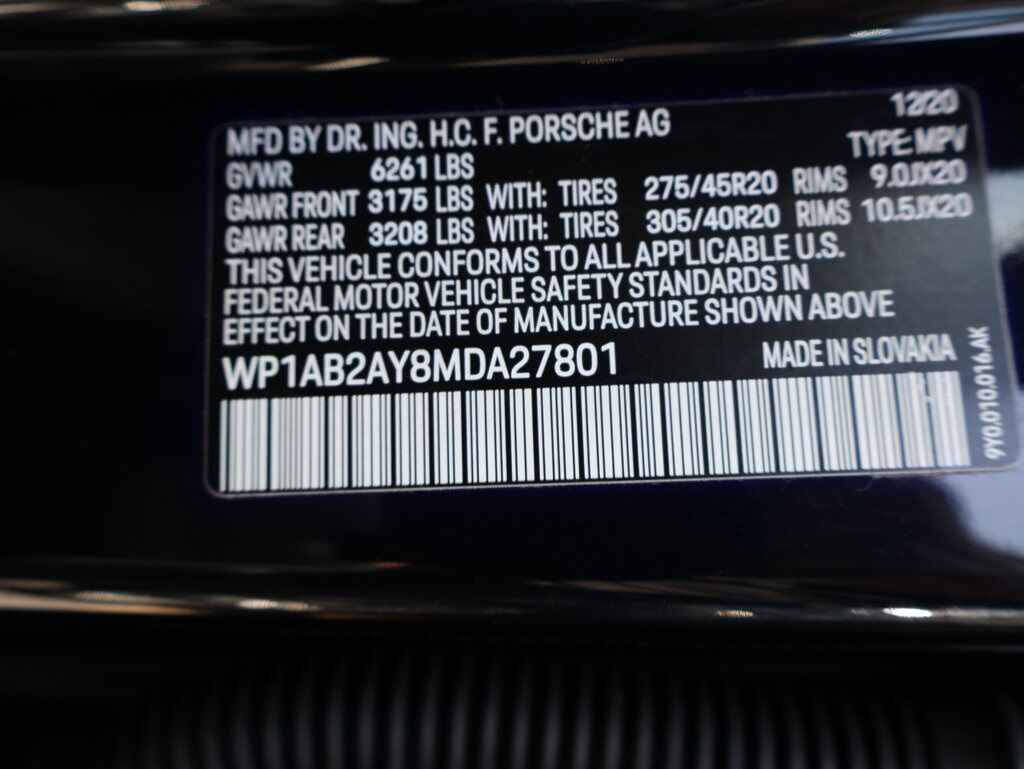 12/20
MFD BY DR. ING. H.C. F. PORSCHE AG
TYPE: MPV
GVWR 6261 LBS
GAWR FRONT 3175 LBS WITH: TIRES 275/45R20 RIMS 9.0JX20
GAWR REAR 3208 LBS WITH: TIRES 305/40R20 RIMS 10.5JX20
THIS VEHICLE CONFORMS TO ALL APPLICABLE U.S.
FEDERAL MOTOR VEHICLE SAFETY STANDARDS IN
EFFECT ON THE DATE OF MANUFACTURE SHOWN ABOVE
WP1AB2AY8MDA27801 MADE IN SLOVAKIA
9Y0.010.016.AK